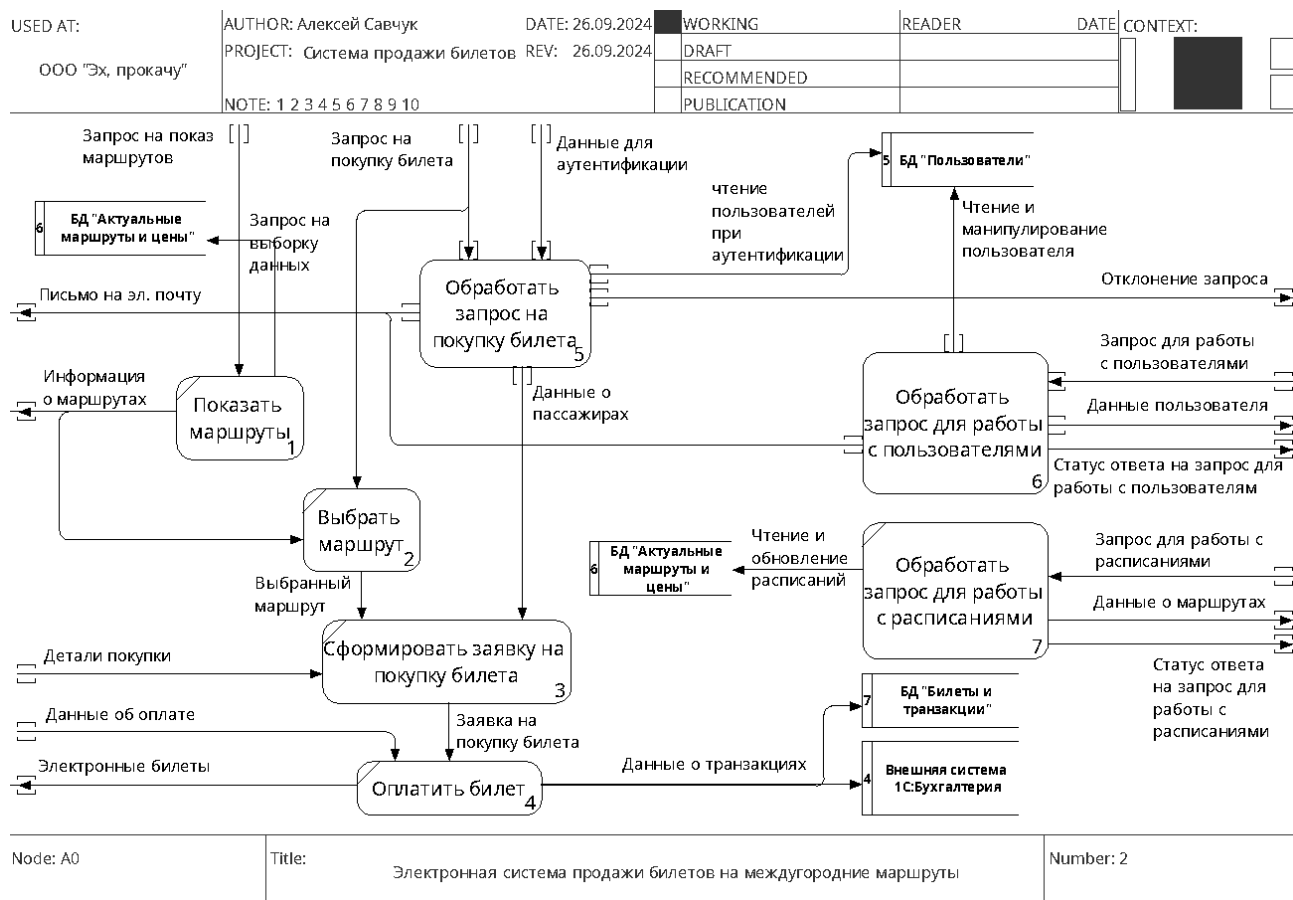 USED AT:
ООО "Эх, прокачу"
AUTHOR: Алексей Савчук
DATE: 26.09.2024
PROJECT: Система продажи билетов
REV: 26.09.2024
NOTE: 1 2 3 4 5 6 7 8 9 10
WORKING
DRAFT
RECOMMENDED
PUBLICATION
READER
DATE
CONTEXT:
Запрос на показ
маршрутов
Запрос на
покупку билета
Данные для
аутентификации
чтение
пользователей
при
аутентификации
5
БД "Пользователи"
Чтение и
манипулирование
пользователя
6
БД "Актуальные
маршруты и цены"
Запрос на
выборку
данных
Письмо на эл. почту
Обработать
запрос на
покупку билета
5
Отклонение запроса
Информация
о маршрутах
Показать
маршруты
1
Данные о
пассажирах
Обработать
запрос для работы
с пользователями
6
Запрос для работы
с пользователями
Данные пользователя
Статус ответа на запрос для
работы с пользователям
Выбрать
маршрут
2
Выбранный
маршрут
6
БД "Актуальные
маршруты и
цены"
Чтение и
обновление
расписаний
Обработать
запрос для работы
с расписаниями
7
Запрос для работы с
расписаниями
Данные о маршрутах
Статус ответа
на запрос для
работы с
расписаниями
Детали покупки
Сформировать заявку на
покупку билета
3
Данные об оплате
Заявка на
покупку билета
Электронные билеты
Оплатить билет
4
Данные о транзакциях
7
БД "Билеты и
транзакции"
4
Внешняя система
1С:Бухгалтерия
Node: A0
Title:
Электронная система продажи билетов на междугородние маршруты
Number: 2